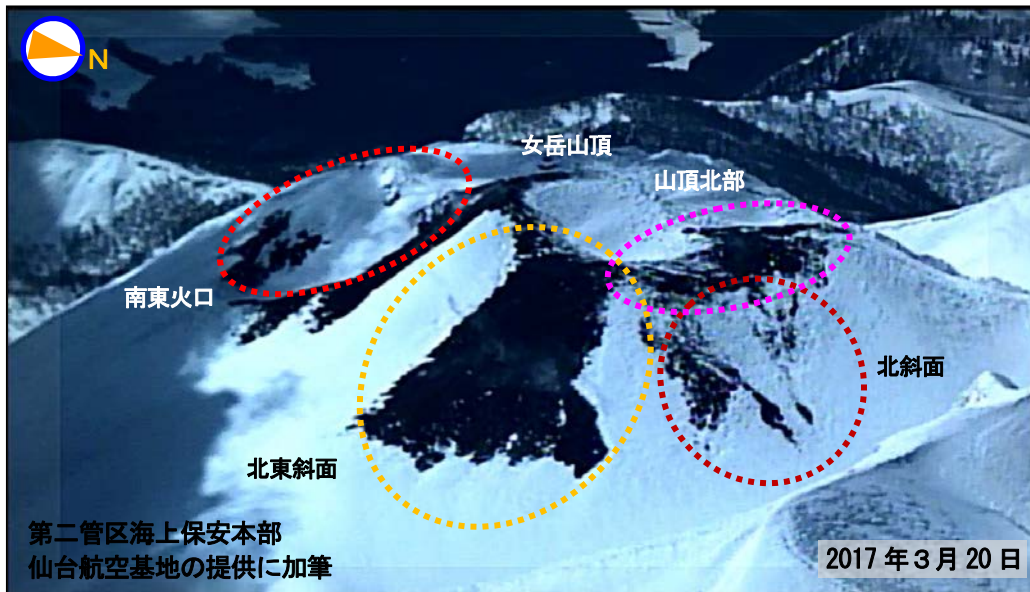 N
女岳山頂
山頂北部
南東火口
北斜面
北東斜面
第二管区海上保安本部
仙台航空基地の提供に加筆
2017年3月20日